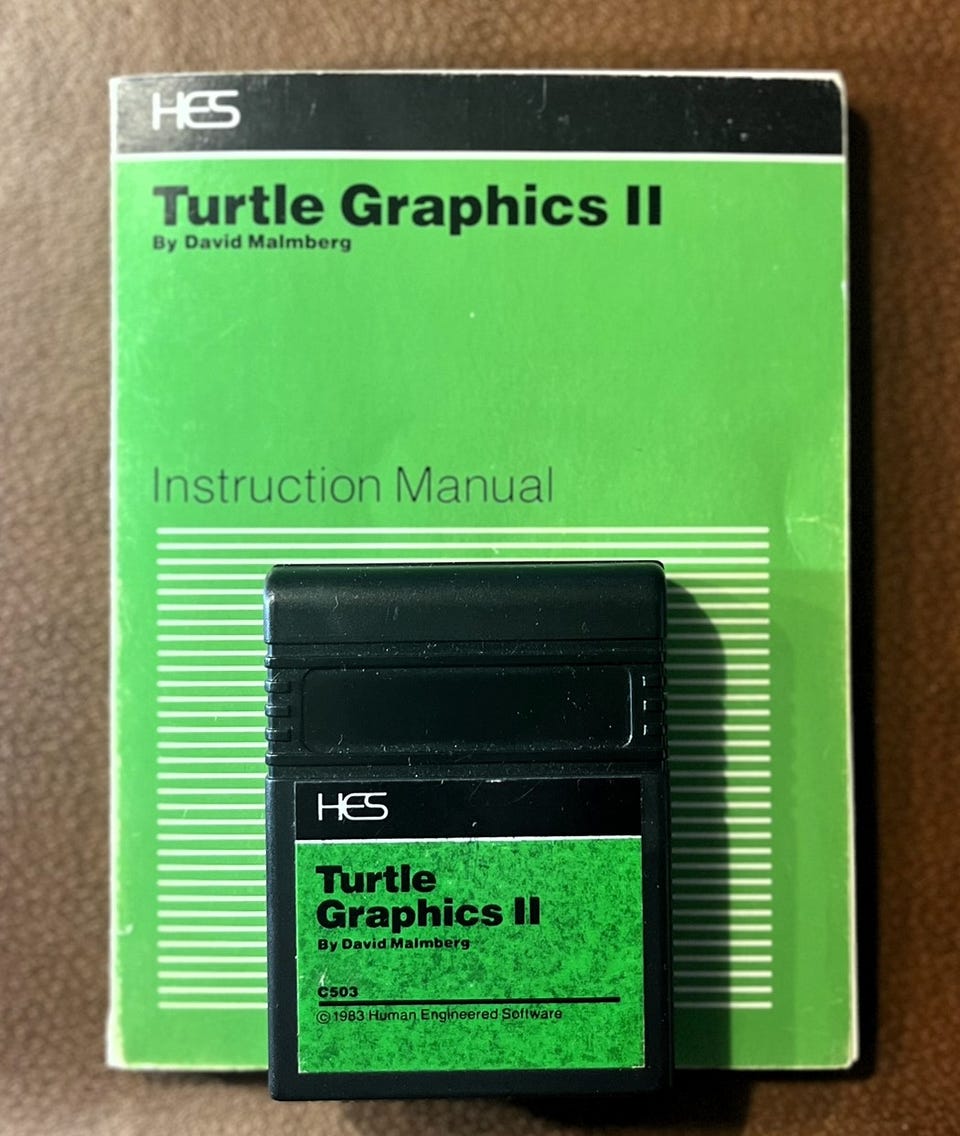 HES
Turtle Graphics II
By David Malmberg
Instruction Manual
HES
Turtle
Graphics II
By David Malmberg
C503
© 1983 Human Engineered Software